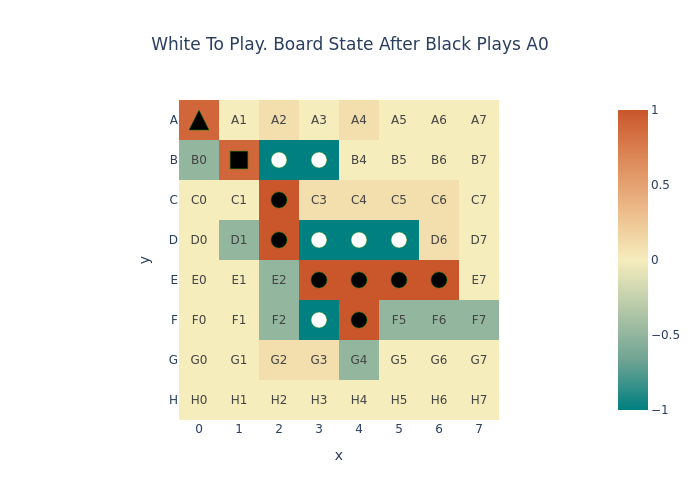 White To Play. Board State After Black Plays A0
A A1 A2 A3 A4 A5 A6 A7 1
B B0 B4 B5 B6 B7
C C0 C1 C3 C4 C5 C6 C7 0.5
D D0 D1 D6 D7
y 0
E E0 E1 E2 E7
F F0 F1 F2 F5 F6 F7 −0.5
G G0 G1 G2 G3 G4 G5 G6 G7
H H0 H1 H2 H3 H4 H5 H6 H7 −1
0 1 2 3 4 5 6 7
x